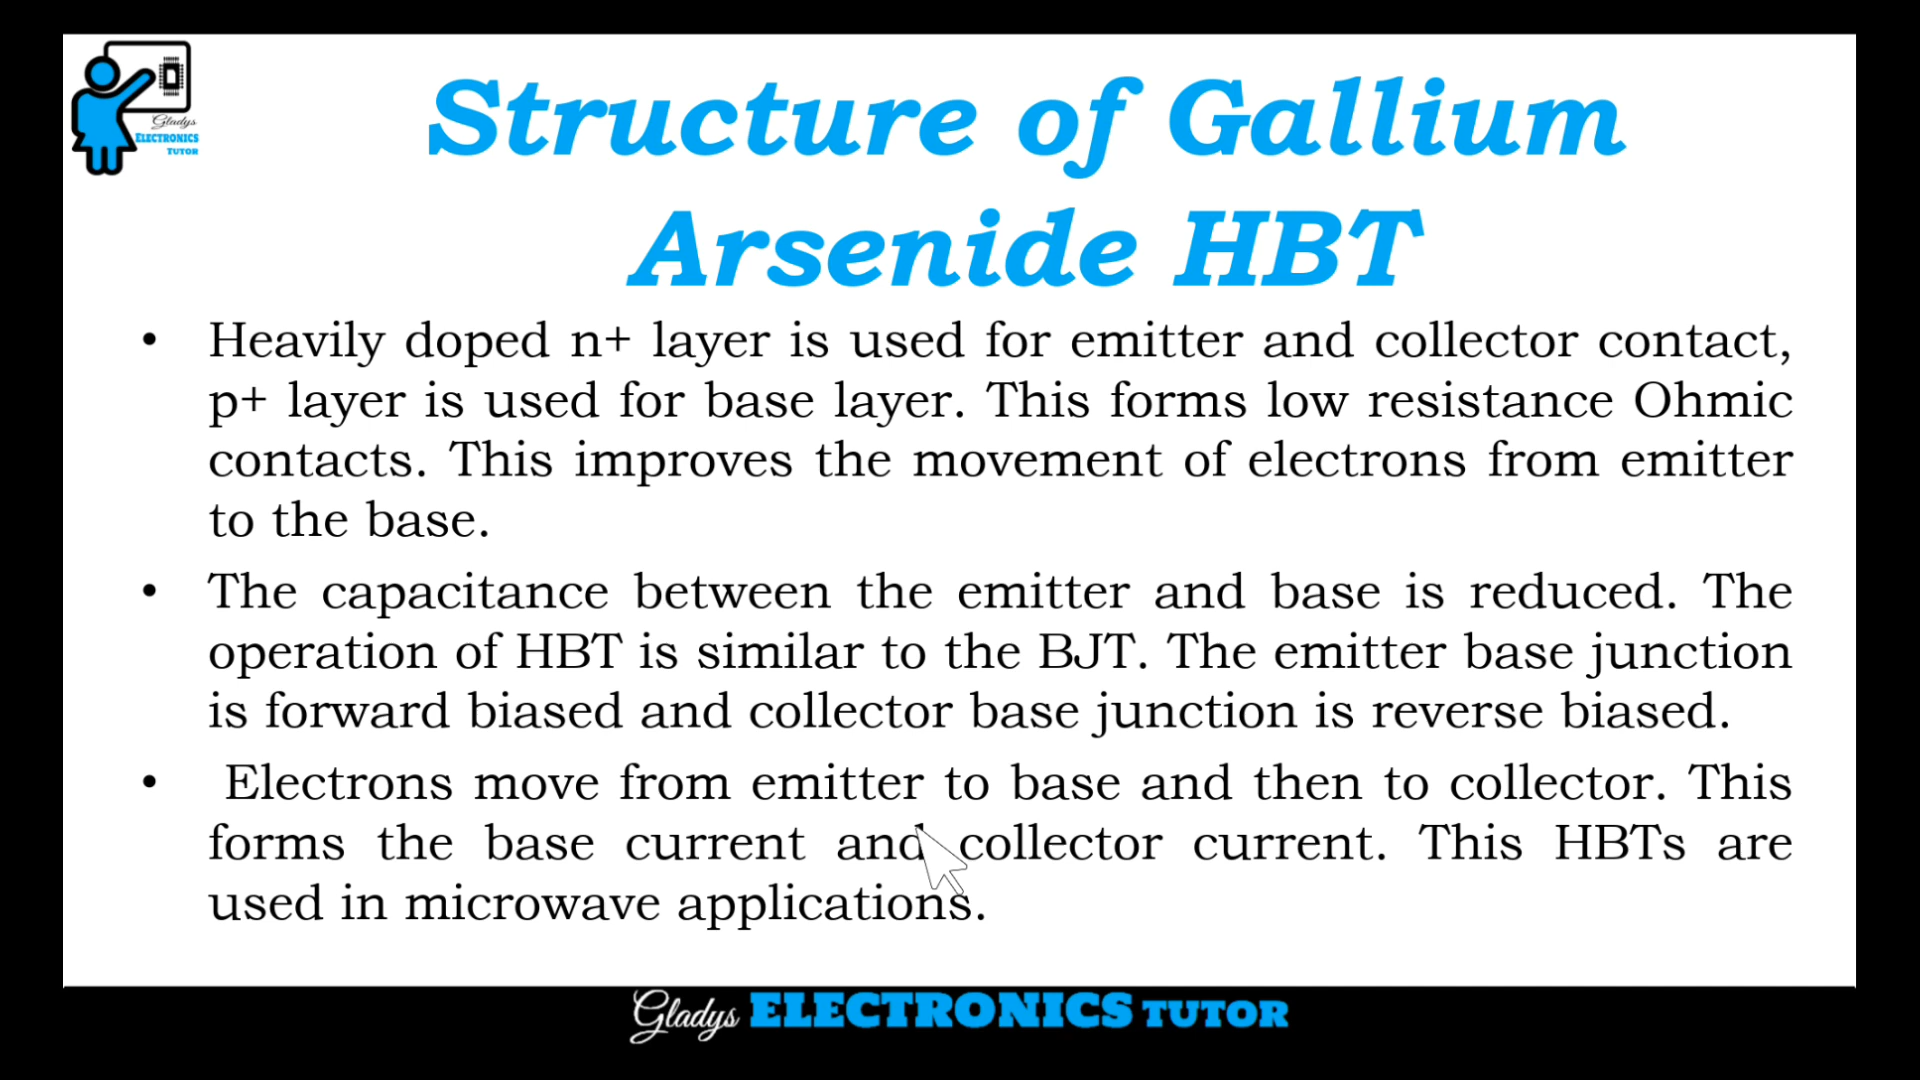 Gladys
ELECTRONICS
TUTOR
Structure of Gallium
Arsenide HBT
• Heavily doped n+ layer is used for emitter and collector contact,
p+ layer is used for base layer. This forms low resistance Ohmic
contacts. This improves the movement of electrons from emitter
to the base.
• The capacitance between the emitter and base is reduced. The
operation of HBT is similar to the BJT. The emitter base junction
is forward biased and collector base junction is reverse biased.
• Electrons move from emitter to base and then to collector. This
forms the base current and collector current. This HBTs are
used in microwave applications.
Gladys ELECTRONICS TUTOR